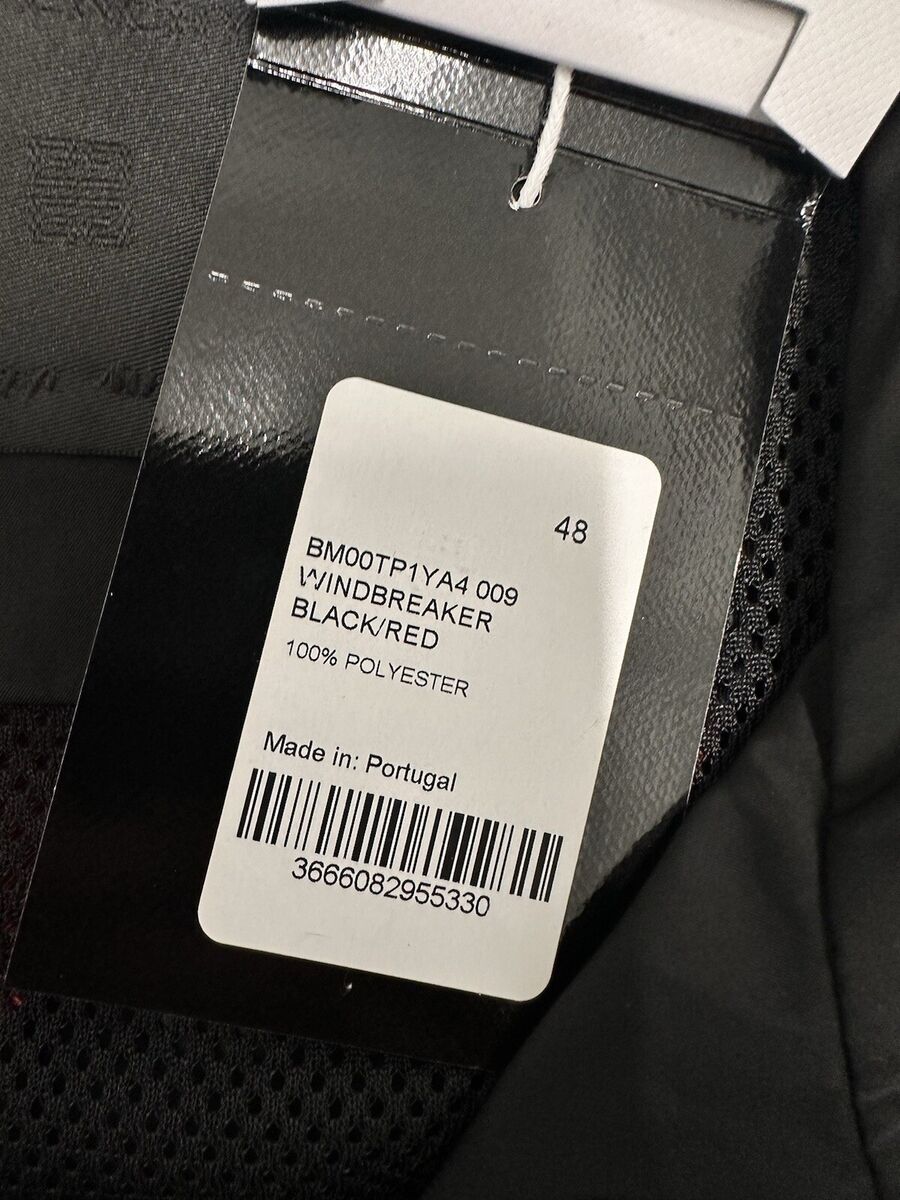 48
BM00TP1YA4 009
WINDBREAKER
BLACK/RED
100% POLYESTER
Made in: Portugal
3666082955330